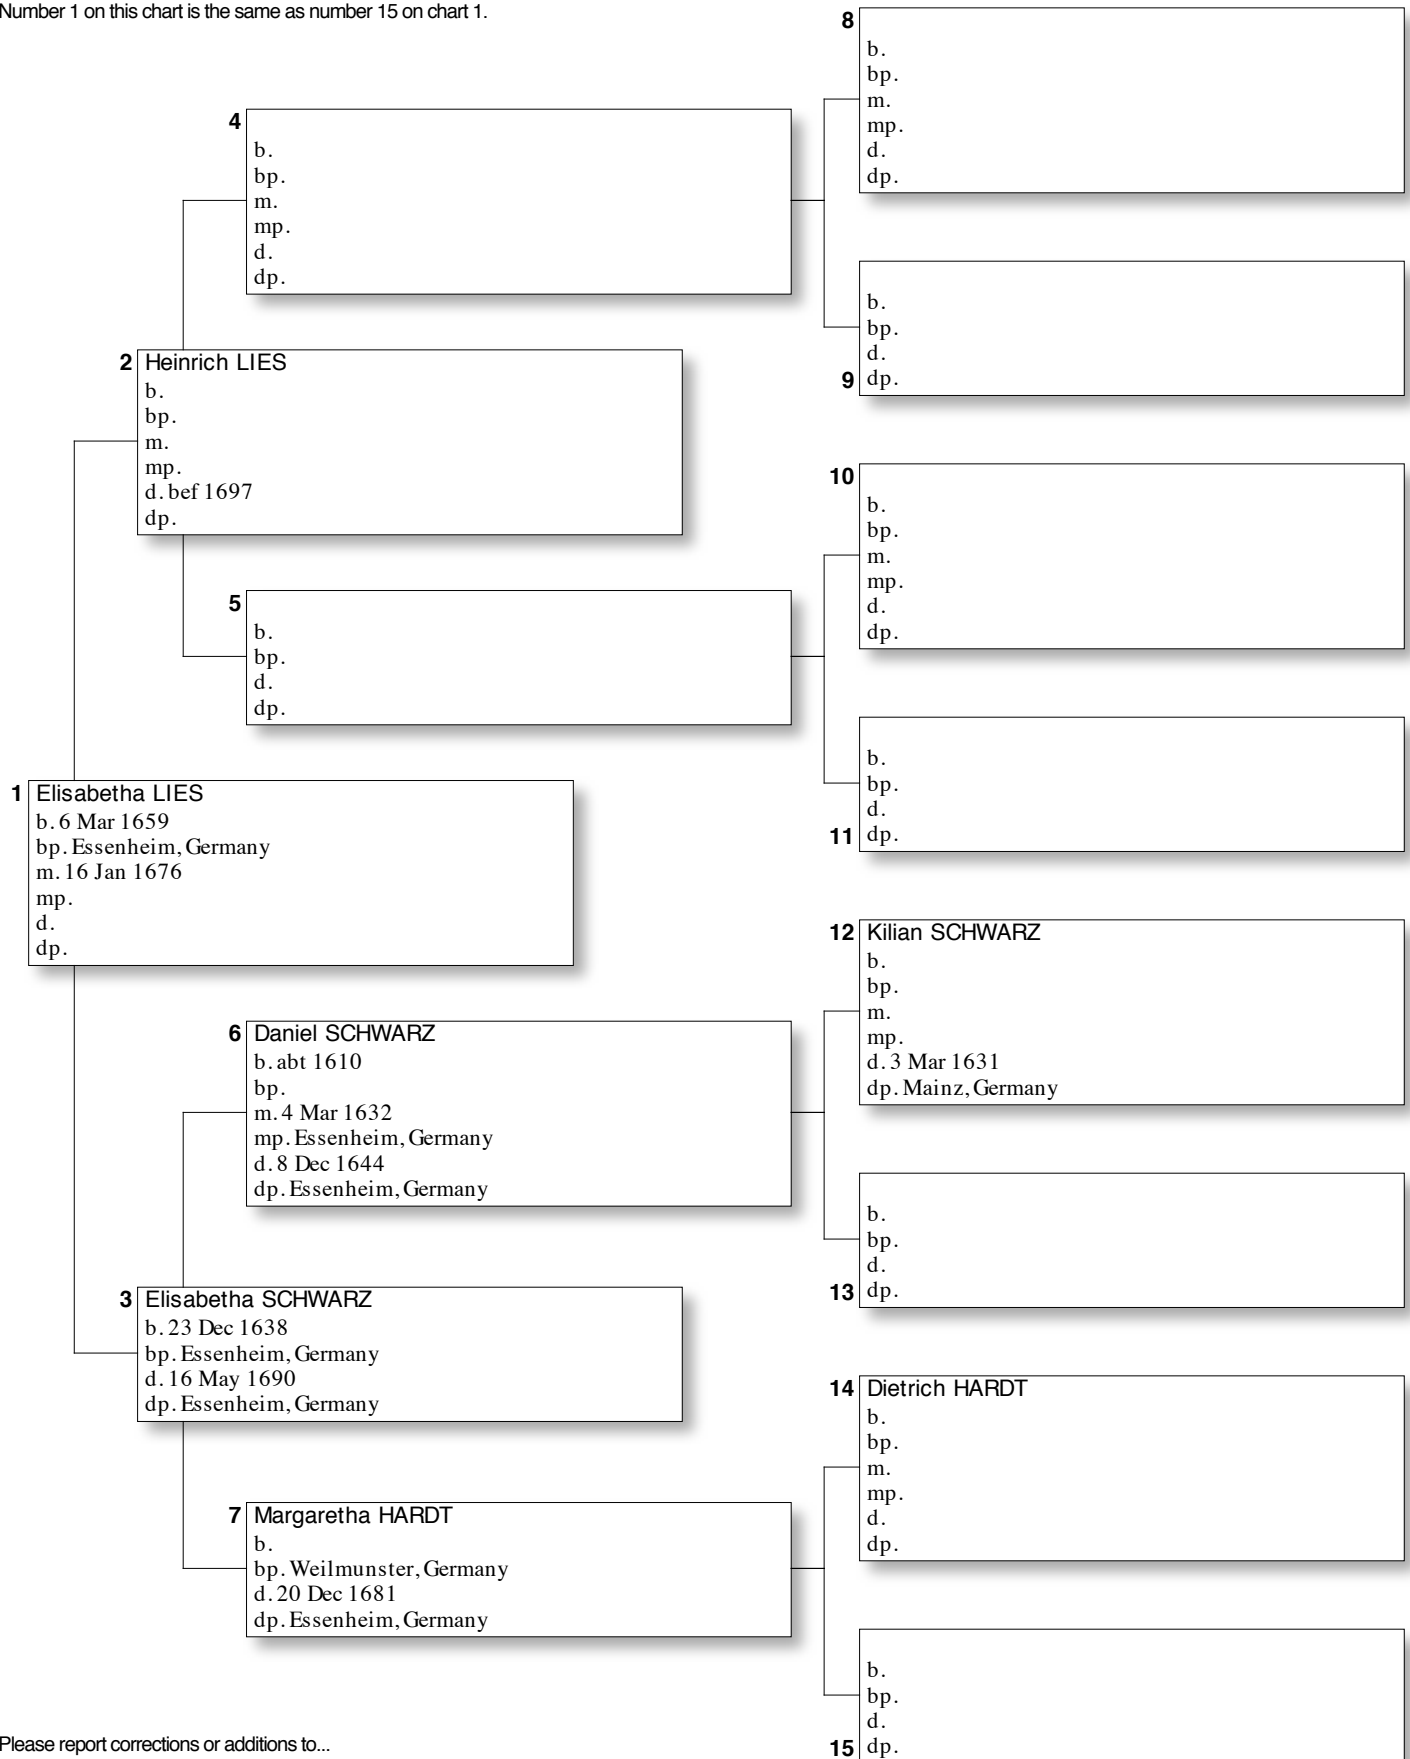 Number 1 on this chart is the same as number 15 on chart 1.
8
b.
bp.
m.
mp.
d.
dp.
4
b.
bp.
m.
mp.
d.
dp.
b.
bp.
d.
9 dp.
2 Heinrich LIES
b.
bp.
m.
mp.
d. bef 1697
dp.
10
b.
bp.
m.
mp.
d.
dp.
5
b.
bp.
d.
dp.
b.
bp.
d.
11 dp.
1 Elisabetha LIES
b. 6 Mar 1659
bp. Essenheim, Germany
m. 16 Jan 1676
mp.
d.
dp.
12 Kilian SCHWARZ
b.
bp.
m.
mp.
d. 3 Mar 1631
dp. Mainz, Germany
6 Daniel SCHWARZ
b. abt 1610
bp.
m. 4 Mar 1632
mp. Essenheim, Germany
d. 8 Dec 1644
dp. Essenheim, Germany
b.
bp.
d.
13 dp.
3 Elisabetha SCHWARZ
b. 23 Dec 1638
bp. Essenheim, Germany
d. 16 May 1690
dp. Essenheim, Germany
14 Dietrich HARDT
b.
bp.
m.
mp.
d.
dp.
7 Margaretha HARDT
b.
bp. Weilmunster, Germany
d. 20 Dec 1681
dp. Essenheim, Germany
b.
bp.
d.
15 dp.
Please report corrections or additions to...